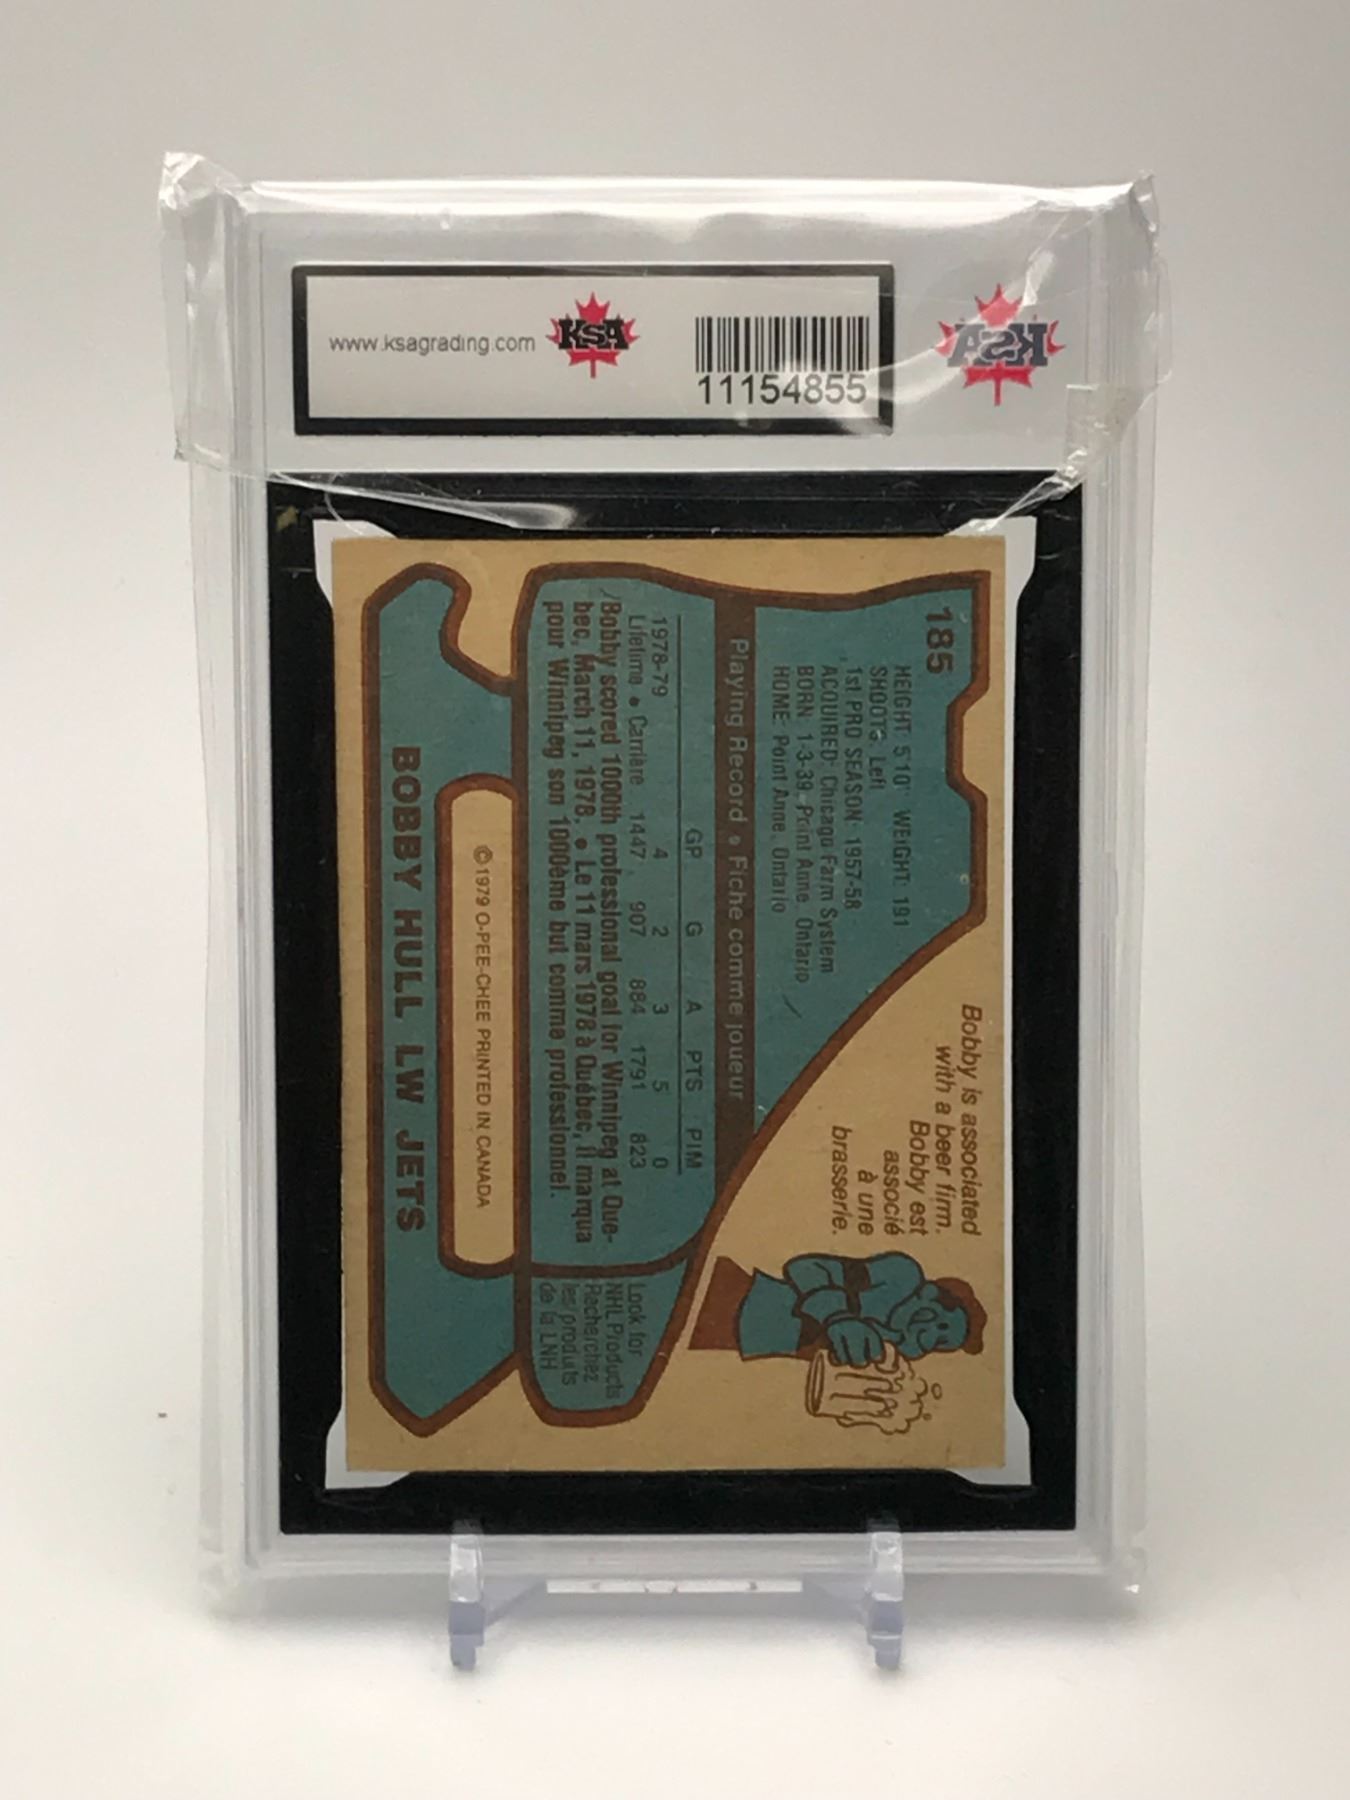 www.ksagrading.com
KSA
11154855
KSA
185
HEIGHT: 5'10" WEIGHT: 191
SHOOTS: Left
1st PRO SEASON: 1957-58
ACQUIRED: Chicago Farm System
BORN: 1-3-39, Point Anne, Ontario
HOME: Point Anne, Ontario
Bobby is associated
with a beer firm.
Bobby est
associé
à une
brasserie.
Playing Record • Fiche comme joueur
GP G A PTS PIM
1978-79 4 2 3 5 0
Lifetime • Carrière 1447 907 884 1791 823
Bobby scored 1000th professional goal for Winnipeg at Que-
bec, March 11, 1978. • Le 11 mars 1978 à Québec, il marqua
pour Winnipeg son 1000ème but comme professionnel.
Look for
NHL Products
Recherchez
les produits
de la LNH
©1979 O-PEE-CHEE PRINTED IN CANADA
BOBBY HULL LW JETS